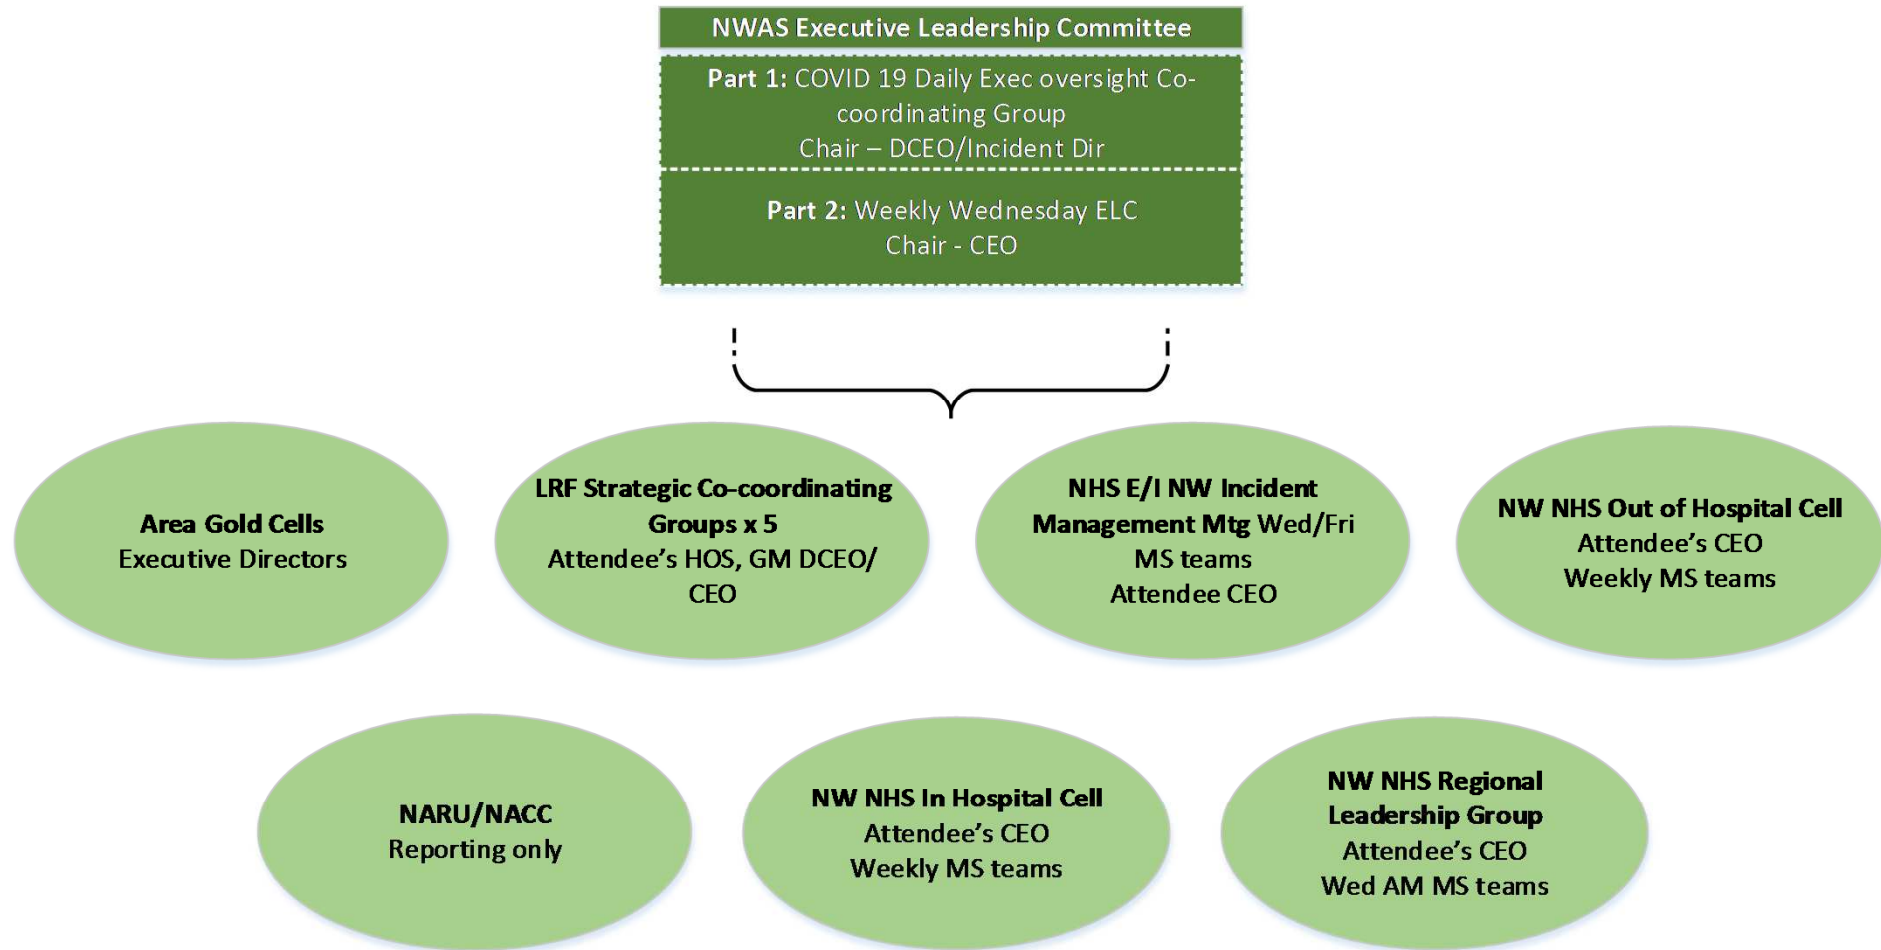 NWAS Executive Leadership Committee
Part 1: COVID 19 Daily Exec oversight Co-
coordinating Group
Chair – DCEO/Incident Dir
Part 2: Weekly Wednesday ELC
Chair - CEO
Area Gold Cells
Executive Directors
LRF Strategic Co-coordinating
Groups x 5
Attendee’s HOS, GM DCEO/
CEO
NHS E/I NW Incident
Management Mtg Wed/Fri
MS teams
Attendee CEO
NW NHS Out of Hospital Cell
Attendee’s CEO
Weekly MS teams
NARU/NACC
Reporting only
NW NHS In Hospital Cell
Attendee’s CEO
Weekly MS teams
NW NHS Regional
Leadership Group
Attendee’s CEO
Wed AM MS teams